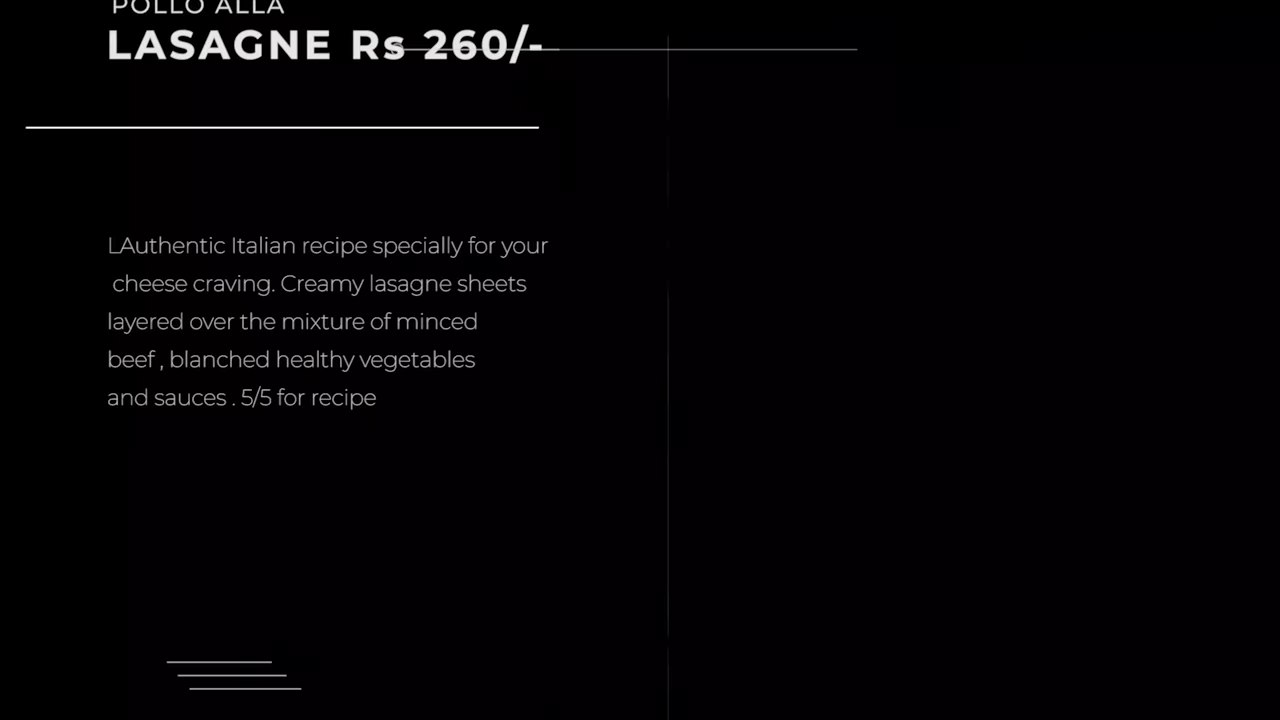 POLLO ALLA
LASAGNE Rs 260/-
LAuthentic Italian recipe specially for your
cheese craving. Creamy lasagne sheets
layered over the mixture of minced
beef , blanched healthy vegetables
and sauces . 5/5 for recipe